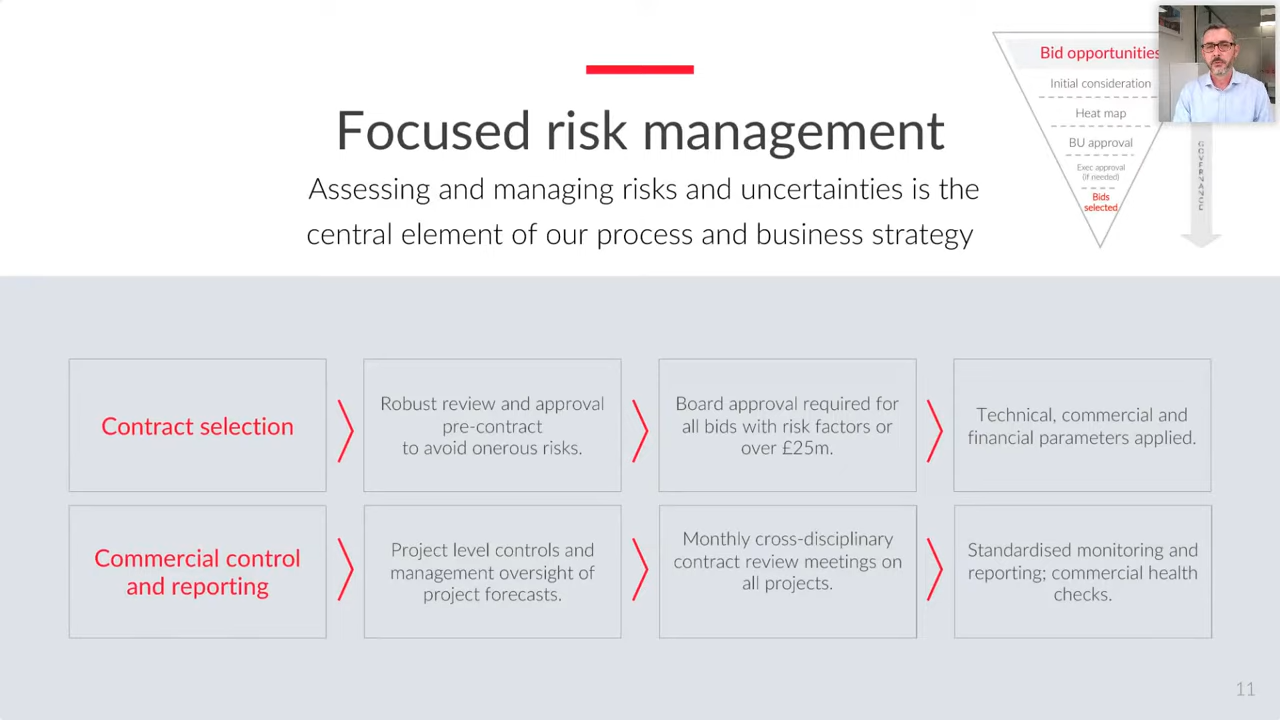 Focused risk management
Assessing and managing risks and uncertainties is the
central element of our process and business strategy
Bid opportunities
Initial consideration
Heat map
BU approval
Exec approval
(if needed)
Bids
selected
GOVERNANCE
Contract selection
Robust review and approval
pre-contract
to avoid onerous risks.
Board approval required for
all bids with risk factors or
over £25m.
Technical, commercial and
financial parameters applied.
Commercial control
and reporting
Project level controls and
management oversight of
project forecasts.
Monthly cross-disciplinary
contract review meetings on
all projects.
Standardised monitoring and
reporting; commercial health
checks.
11